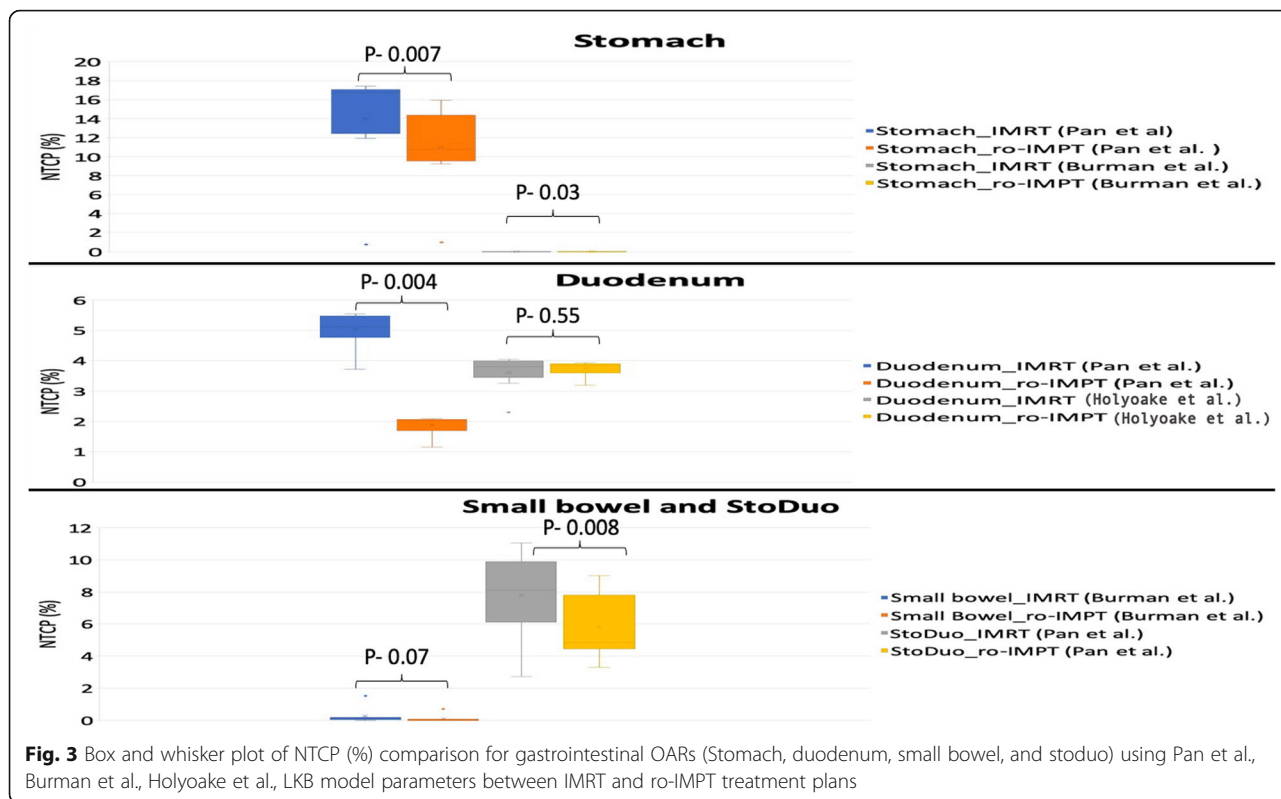 Stomach
P- 0.007
20
18
16
14
12
10
8
6
4
2
0
NTCP (%)
P- 0.03
Stomach_IMRT (Pan et al)
Stomach_ro-IMPT (Pan et al. )
Stomach_IMRT (Burman et al.)
Stomach_ro-IMPT (Burman et al.)
Duodenum
P- 0.004
6
5
4
3
2
1
0
NTCP (%)
P- 0.55
Duodenum_IMRT (Pan et al.)
Duodenum_ro-IMPT (Pan et al.)
Duodenum_IMRT (Holyoake et al.)
Duodenum_ro-IMPT (Holyoake et al.)
Small bowel and StoDuo
P- 0.008
12
10
8
6
4
2
0
NTCP (%)
P- 0.07
Small bowel_IMRT (Burman et al.)
Small Bowel_ro-IMPT (Burman et al.)
StoDuo_IMRT (Pan et al.)
StoDuo_ro-IMPT (Pan et al.)
Fig. 3 Box and whisker plot of NTCP (%) comparison for gastrointestinal OARs (Stomach, duodenum, small bowel, and stoduo) using Pan et al.,
Burman et al., Holyoake et al., LKB model parameters between IMRT and ro-IMPT treatment plans